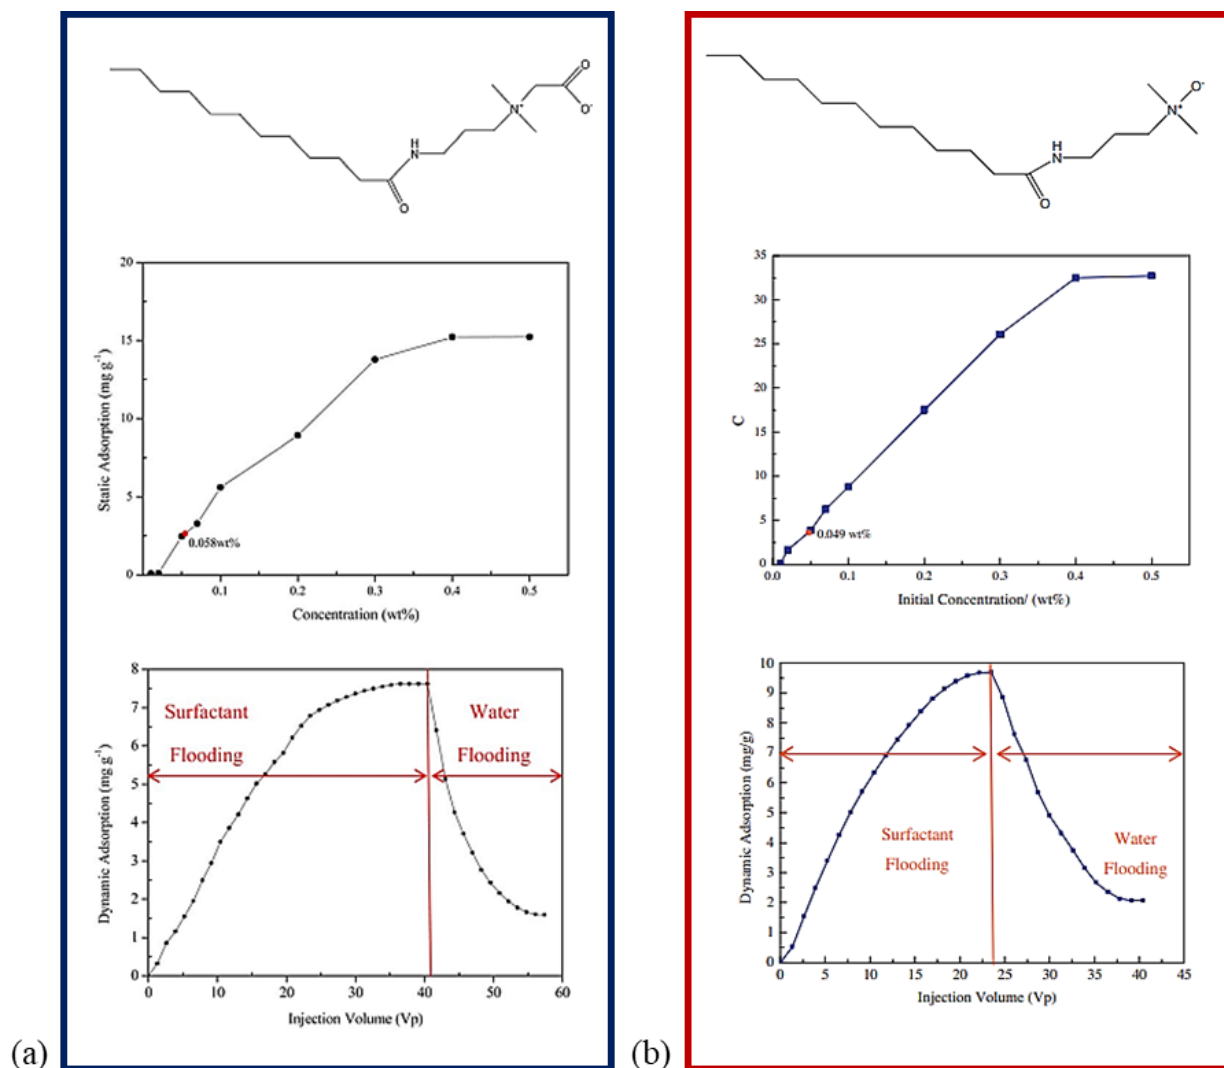 O
N⁺
O⁻
H
N
O
20
15
10
5
0
Static Adsorption (mg g⁻¹)
0.058wt%
0.1 0.2 0.3 0.4 0.5
Concentration (wt%)
8
7
6
5
4
3
2
1
0
Dynamic Adsorption (mg g⁻¹)
Surfactant
Flooding
Water
Flooding
0 10 20 30 40 50 60
Injection Volume (Vp)
(a)
O⁻
N⁺
H
N
O
35
30
25
20
15
10
5
0
C
0.049 wt%
0.0 0.1 0.2 0.3 0.4 0.5
Initial Concentration/ (wt%)
10
9
8
7
6
5
4
3
2
1
0
Dynamic Adsorption (mg/g)
Surfactant
Flooding
Water
Flooding
0 5 10 15 20 25 30 35 40 45
Injection Volume (Vp)
(b)